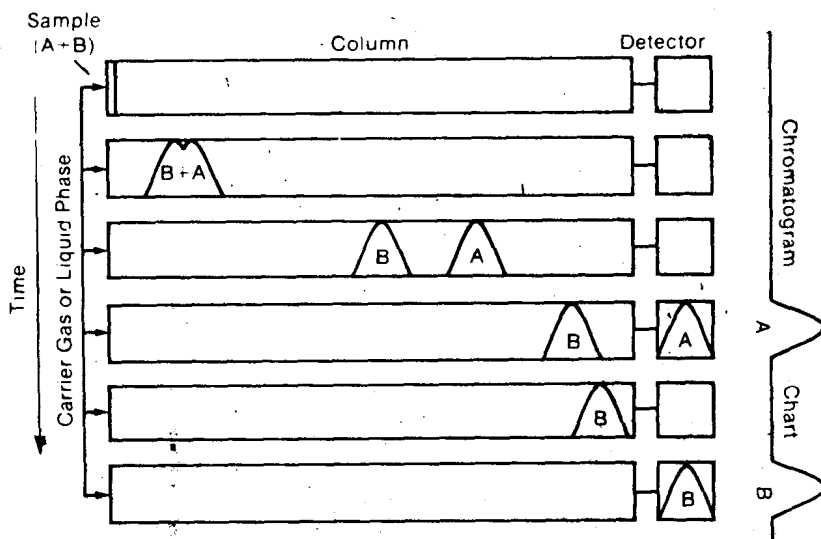 Sample
(A+B)
Column
Detector
Time
Carrier Gas or Liquid Phase
B + A
B
A
B
A
B
B
Chromatogram
A
Chart
B